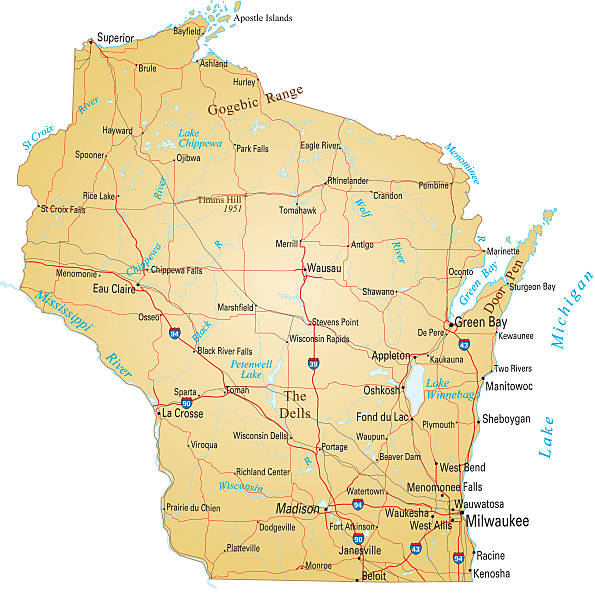 Apostle Islands
Bayfield
Superior
Ashland
Brule
Hurley
Gogebic Range
River
St Croix
Hayward
Lake
Chippewa
Park Falls
Eagle River
Menominee
Spooner
Ojibwa
River
Rhinelander
Pembine
Rice Lake
Timms Hill
1951
Crandon
St Croix Falls
Tomahawk
Wolf
River
R
Merrill
Antigo
R
Marinette
Chippewa
Chippewa Falls
Wausau
Menomonie
Oconto
Green Bay
Door Pen
Sturgeon Bay
Eau Claire
Shawano
Michigan
Mississippi
River
Marshfield
Osseo
Stevens Point
Green Bay
94
Black
Wisconsin Rapids
De Pere
Kewaunee
43
Black River Falls
Appleton
Kaukauna
39
Petenwell
Lake
Two Rivers
Manitowoc
Sparta
Tomah
Oshkosh
Lake
Winnebago
90
The
Dells
La Crosse
Fond du Lac
Plymouth
Sheboygan
Lake
Wisconsin Dells
Waupun
Viroqua
Portage
Beaver Dam
R
West Bend
Richland Center
Wisconsin
Watertown
Menomonee Falls
Prairie du Chien
Madison
94
Wauwatosa
Waukesha
Milwaukee
West Allis
Dodgeville
Fort Atkinson
90
Platteville
Janesville
43
94
Racine
Monroe
Beloit
Kenosha